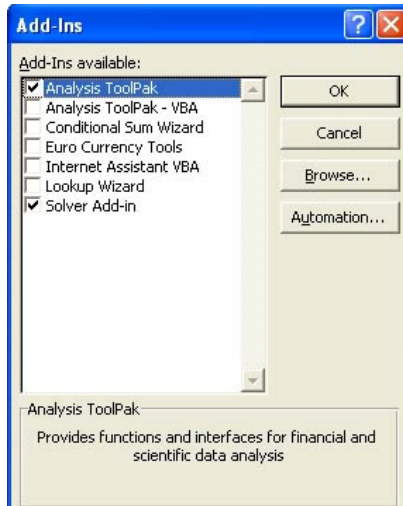 Add-Ins
Add-Ins available:
Analysis ToolPak
Analysis ToolPak - VBA
Conditional Sum Wizard
Euro Currency Tools
Internet Assistant VBA
Lookup Wizard
Solver Add-in
OK
Cancel
Browse...
Automation...
Analysis ToolPak
Provides functions and interfaces for financial and
scientific data analysis